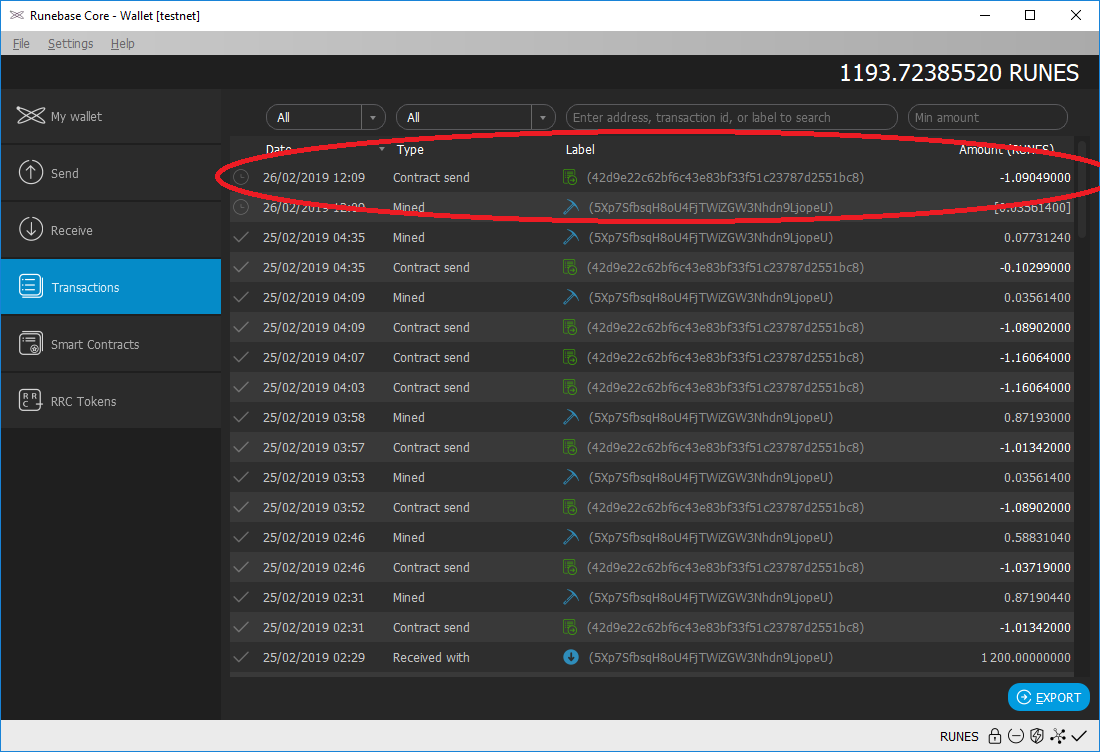 Runebase Core - Wallet [testnet]
File Settings Help
1193.72385520 RUNES
My wallet
Send
Receive
Transactions
Smart Contracts
RRC Tokens
All All Enter address, transaction id, or label to search Min amount
Date Type Label Amount (RUNES)
26/02/2019 12:09 Contract send (42d9e22c62bf6c43e83bf33f51c23787d2551bc8) -1.09049000
26/02/2019 12:09 Mined (5Xp7SfbsqH8oU4FjTWiZGW3Nhdn9LjopeU) [0.03561400]
25/02/2019 04:35 Mined (5Xp7SfbsqH8oU4FjTWiZGW3Nhdn9LjopeU) 0.07731240
25/02/2019 04:35 Contract send (42d9e22c62bf6c43e83bf33f51c23787d2551bc8) -0.10299000
25/02/2019 04:09 Mined (5Xp7SfbsqH8oU4FjTWiZGW3Nhdn9LjopeU) 0.03561400
25/02/2019 04:09 Contract send (42d9e22c62bf6c43e83bf33f51c23787d2551bc8) -1.08902000
25/02/2019 04:07 Contract send (42d9e22c62bf6c43e83bf33f51c23787d2551bc8) -1.16064000
25/02/2019 04:03 Contract send (42d9e22c62bf6c43e83bf33f51c23787d2551bc8) -1.16064000
25/02/2019 03:58 Mined (5Xp7SfbsqH8oU4FjTWiZGW3Nhdn9LjopeU) 0.87193000
25/02/2019 03:57 Contract send (42d9e22c62bf6c43e83bf33f51c23787d2551bc8) -1.01342000
25/02/2019 03:53 Mined (5Xp7SfbsqH8oU4FjTWiZGW3Nhdn9LjopeU) 0.03561400
25/02/2019 03:52 Contract send (42d9e22c62bf6c43e83bf33f51c23787d2551bc8) -1.08902000
25/02/2019 02:46 Mined (5Xp7SfbsqH8oU4FjTWiZGW3Nhdn9LjopeU) 0.58831040
25/02/2019 02:46 Contract send (42d9e22c62bf6c43e83bf33f51c23787d2551bc8) -1.03719000
25/02/2019 02:31 Mined (5Xp7SfbsqH8oU4FjTWiZGW3Nhdn9LjopeU) 0.87190440
25/02/2019 02:31 Contract send (42d9e22c62bf6c43e83bf33f51c23787d2551bc8) -1.01342000
25/02/2019 02:29 Received with (5Xp7SfbsqH8oU4FjTWiZGW3Nhdn9LjopeU) 1 200.00000000
EXPORT
RUNES